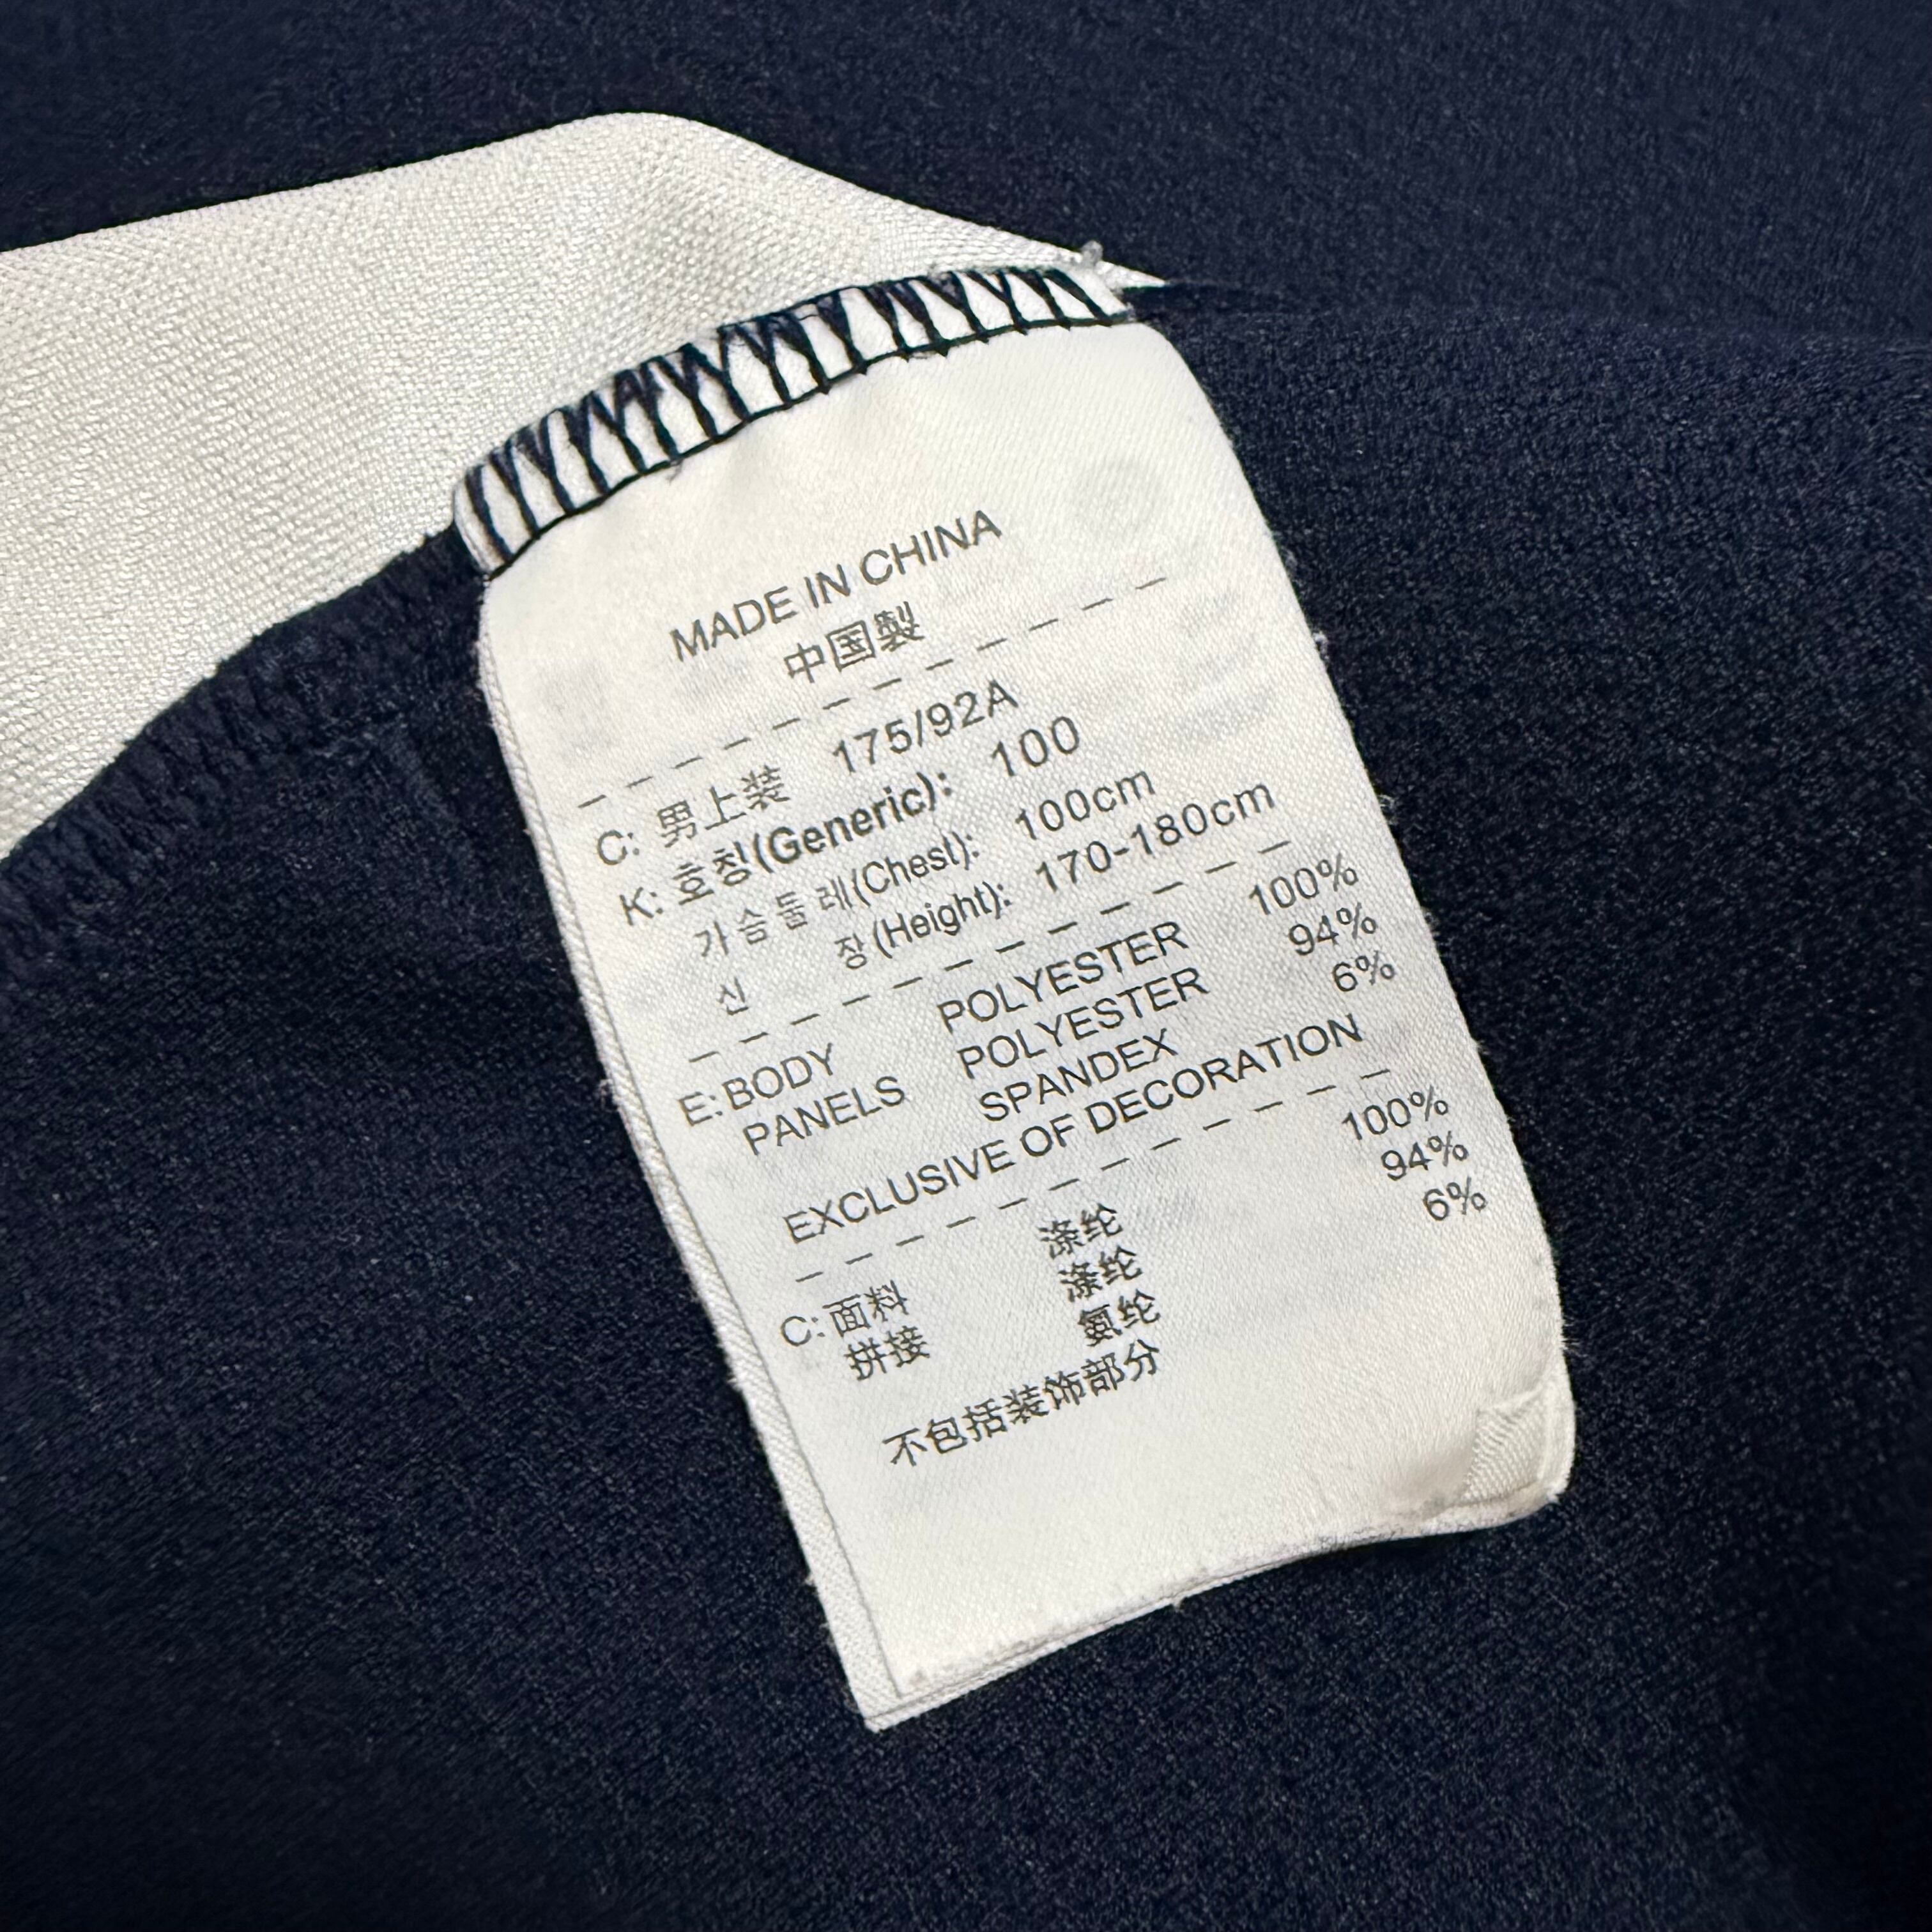 MADE IN CHINA
中国製
C: 男上装 175/92A
K: 호칭(Generic): 100
가슴둘레(Chest): 100cm
신 장(Height): 170-180cm
E: BODY POLYESTER 100%
PANELS POLYESTER 94%
SPANDEX 6%
EXCLUSIVE OF DECORATION
C: 面料 涤纶 100%
拼接 涤纶 94%
氨纶 6%
不包括装饰部分